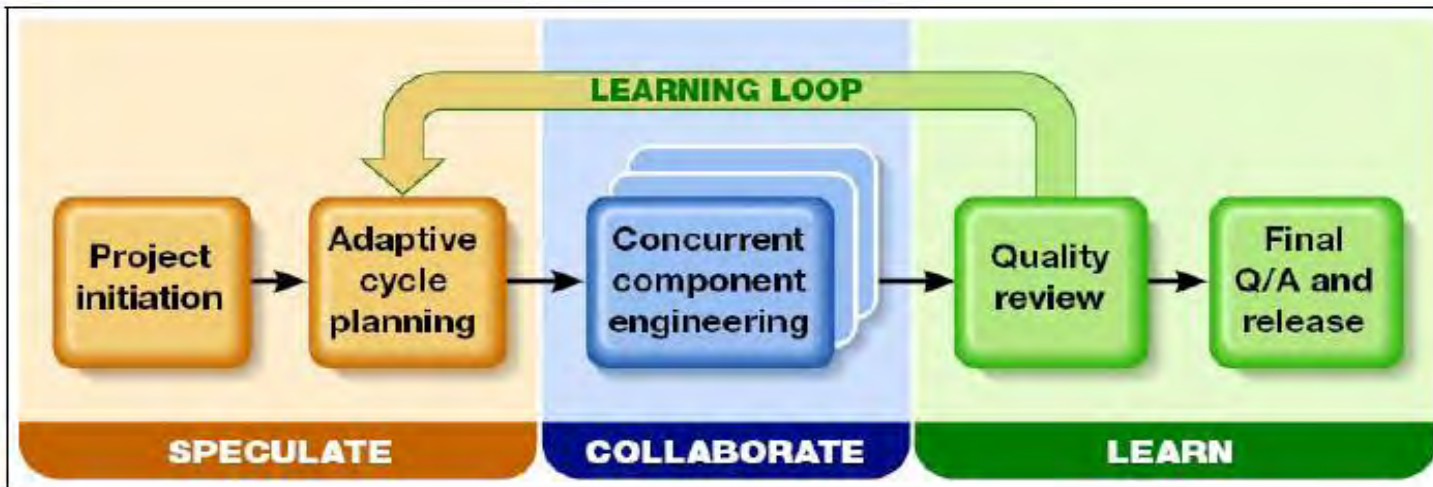 LEARNING LOOP
Project
initiation
Adaptive
cycle
planning
Concurrent
component
engineering
Quality
review
Final
Q/A and
release
SPECULATE
COLLABORATE
LEARN